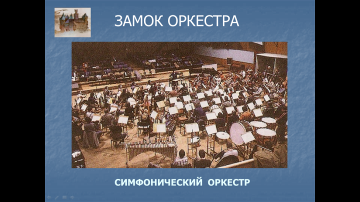 ЗАМОК ОРКЕСТРА
СИМФОНИЧЕСКИЙ ОРКЕСТР